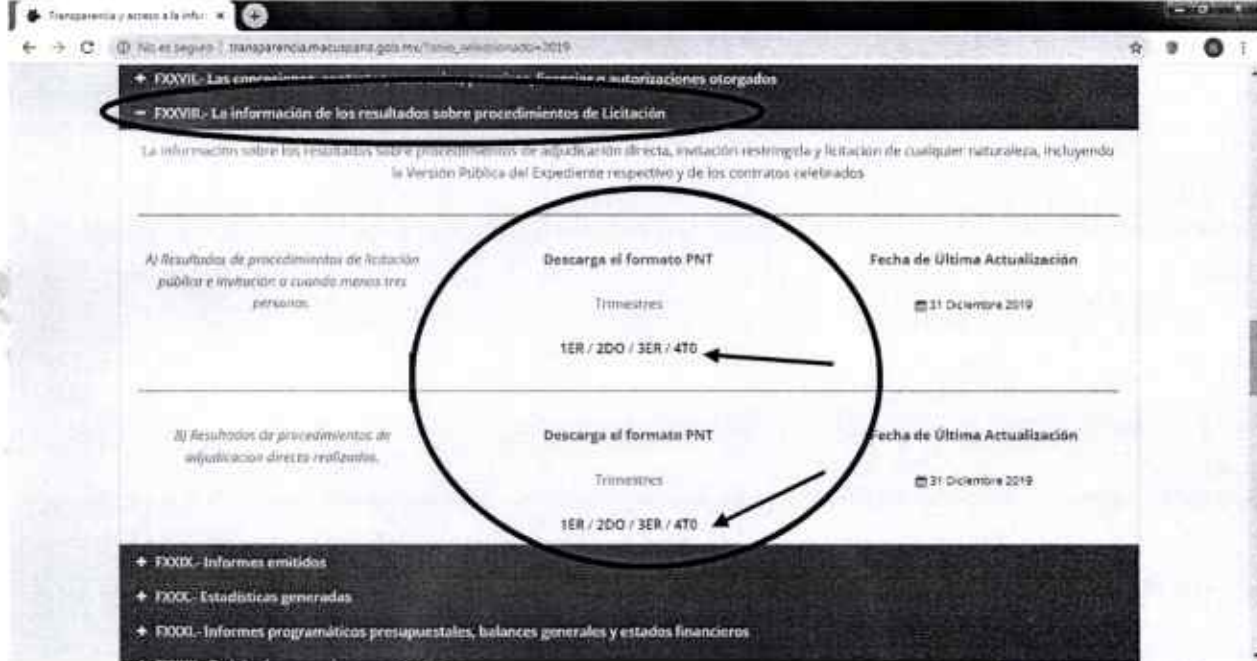 Transparencia y acceso a la infor
No es seguro | transparencia.macuspana.gob.mx/?anio_seleccionado=2019
+ FXXVII.- Las concesiones, contratos, convenios, permisos, licencias o autorizaciones otorgados
− FXXVIII.- La información de los resultados sobre procedimientos de Licitación
La información sobre los resultados sobre procedimientos de adjudicación directa, invitación restringida y licitación de cualquier naturaleza, incluyendo
la Versión Pública del Expediente respectivo y de los contratos celebrados
A) Resultados de procedimientos de licitación
pública e invitación a cuando menos tres
personas.
Descarga el formato PNT
Trimestres
1ER / 2DO / 3ER / 4T0
Fecha de Última Actualización
31 Diciembre 2019
B) Resultados de procedimientos de
adjudicacion directa realizados.
Descarga el formato PNT
Trimestres
1ER / 2DO / 3ER / 4T0
Fecha de Última Actualización
31 Diciembre 2019
+ FXXIX.- Informes emitidos
+ FXXX.- Estadísticas generadas
+ FXXXI.- Informes programáticos presupuestales, balances generales y estados financieros